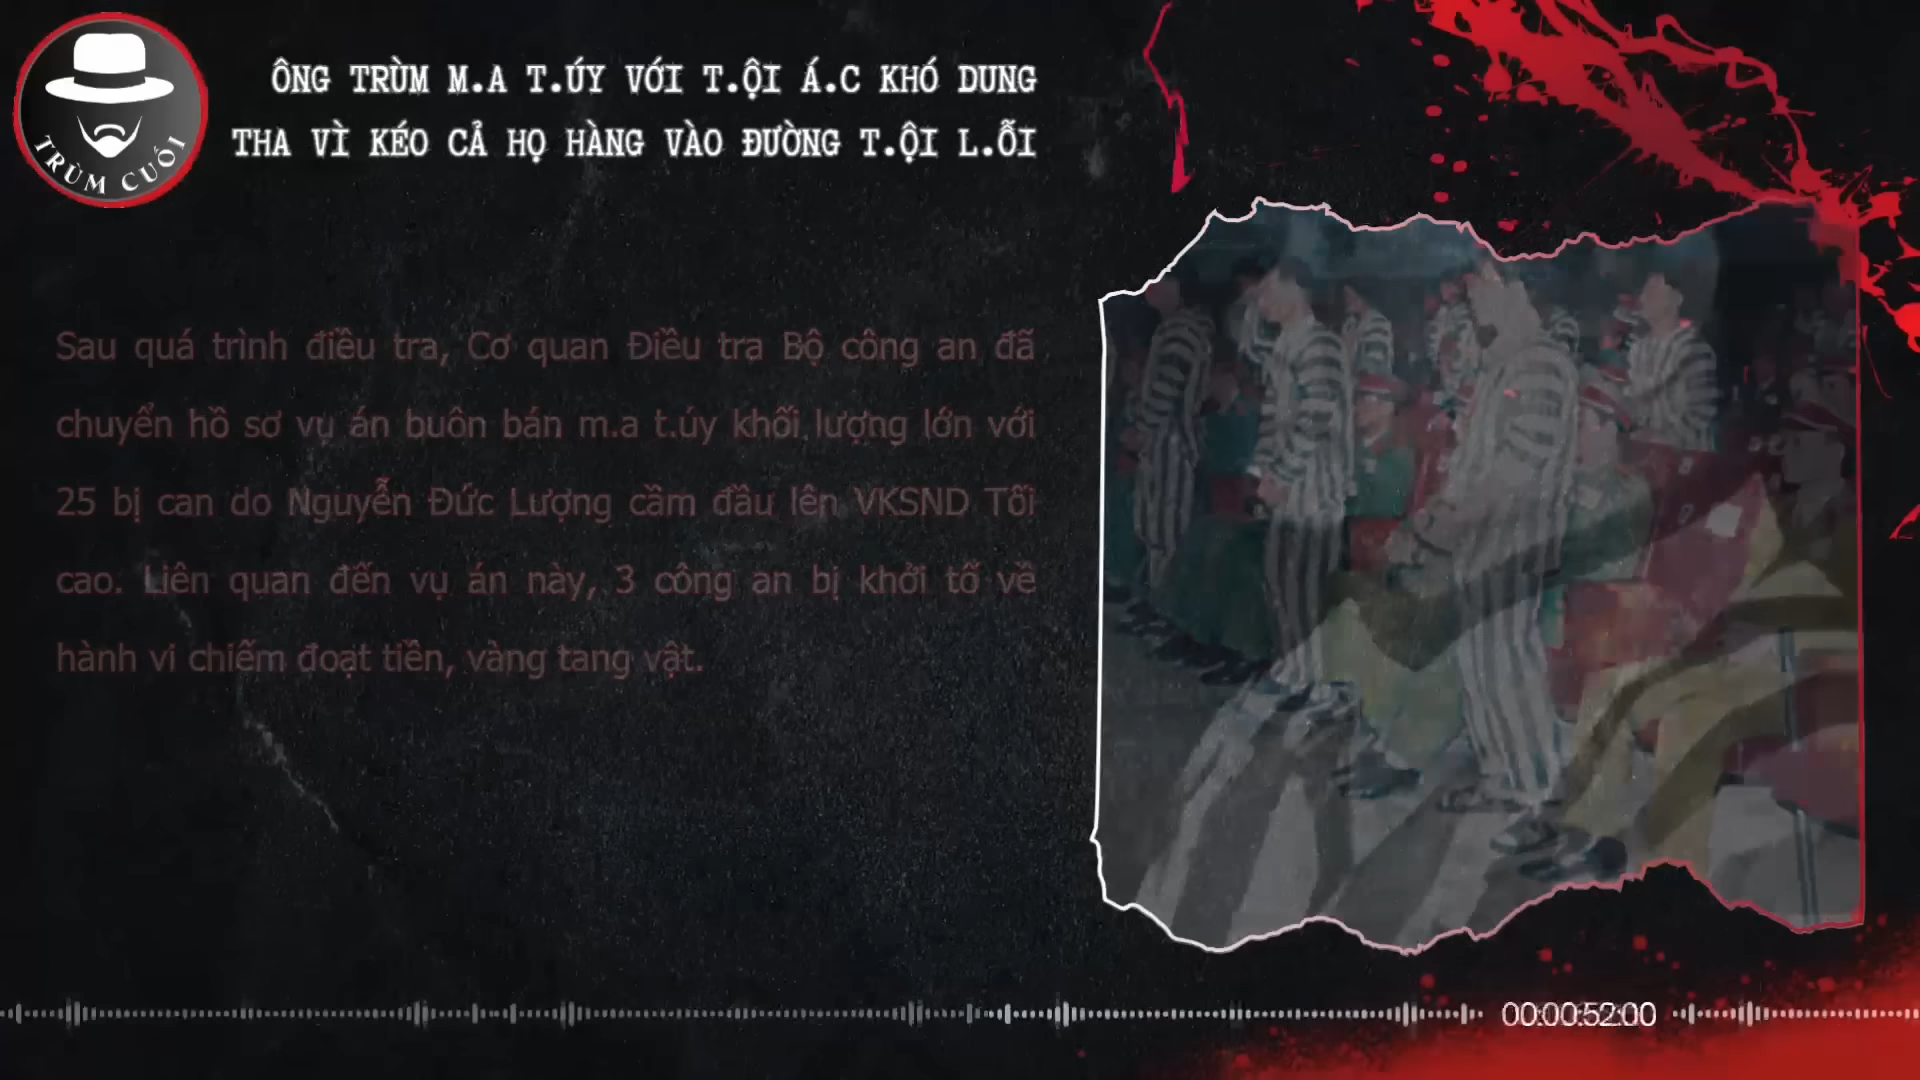 ÔNG TRÙM M.A T.ÚY VỚI T.ỘI Á.C KHÓ DUNG
THA VÌ KÉO CẢ HỌ HÀNG VÀO ĐƯỜNG T.ỘI L.ỖI
TRÙM CUỐI
Sau quá trình điều tra, Cơ quan Điều tra Bộ công an đã
chuyển hồ sơ vụ án buôn bán m.a t.úy khối lượng lớn với
25 bị can do Nguyễn Đức Lượng cầm đầu lên VKSND Tối
cao. Liên quan đến vụ án này, 3 công an bị khởi tố về
hành vi chiếm đoạt tiền, vàng tang vật.
00:00:52:00